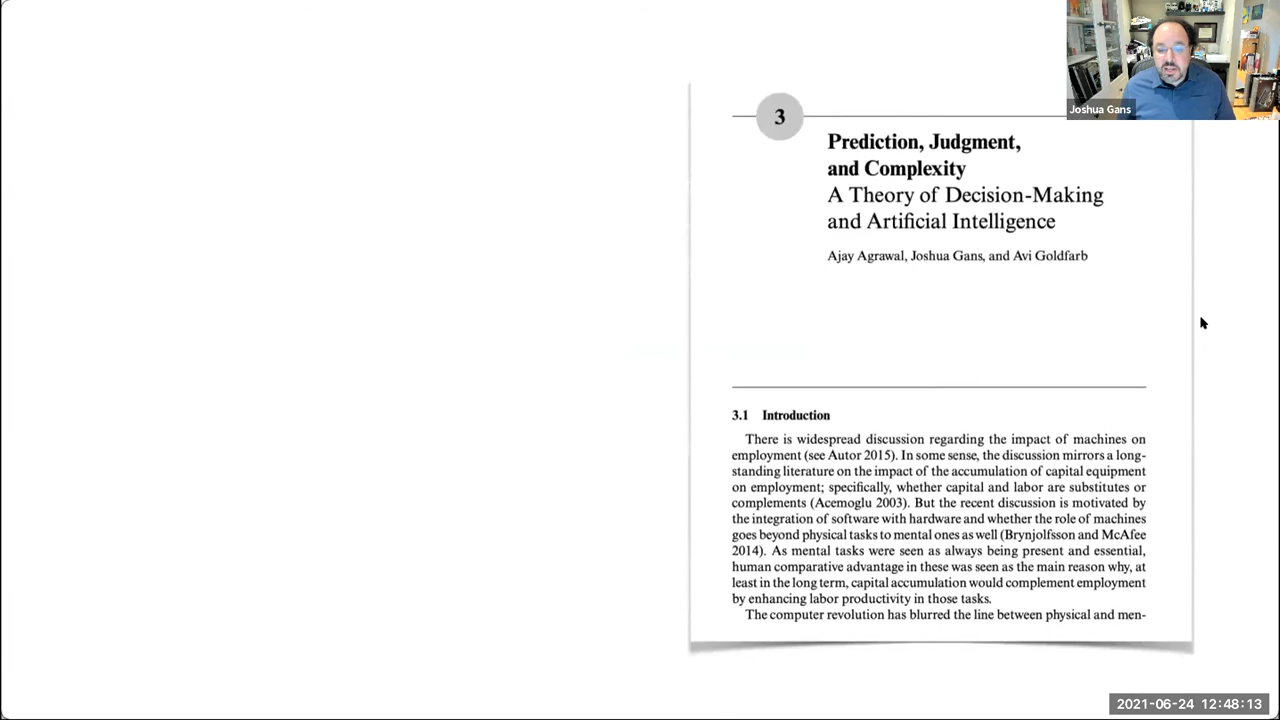 Joshua Gans
3
Prediction, Judgment,
and Complexity
A Theory of Decision-Making
and Artificial Intelligence
Ajay Agrawal, Joshua Gans, and Avi Goldfarb
3.1 Introduction
There is widespread discussion regarding the impact of machines on
employment (see Autor 2015). In some sense, the discussion mirrors a long-
standing literature on the impact of the accumulation of capital equipment
on employment; specifically, whether capital and labor are substitutes or
complements (Acemoglu 2003). But the recent discussion is motivated by
the integration of software with hardware and whether the role of machines
goes beyond physical tasks to mental ones as well (Brynjolfsson and McAfee
2014). As mental tasks were seen as always being present and essential,
human comparative advantage in these was seen as the main reason why, at
least in the long term, capital accumulation would complement employment
by enhancing labor productivity in those tasks.
The computer revolution has blurred the line between physical and men-
2021-06-24 12:48:13